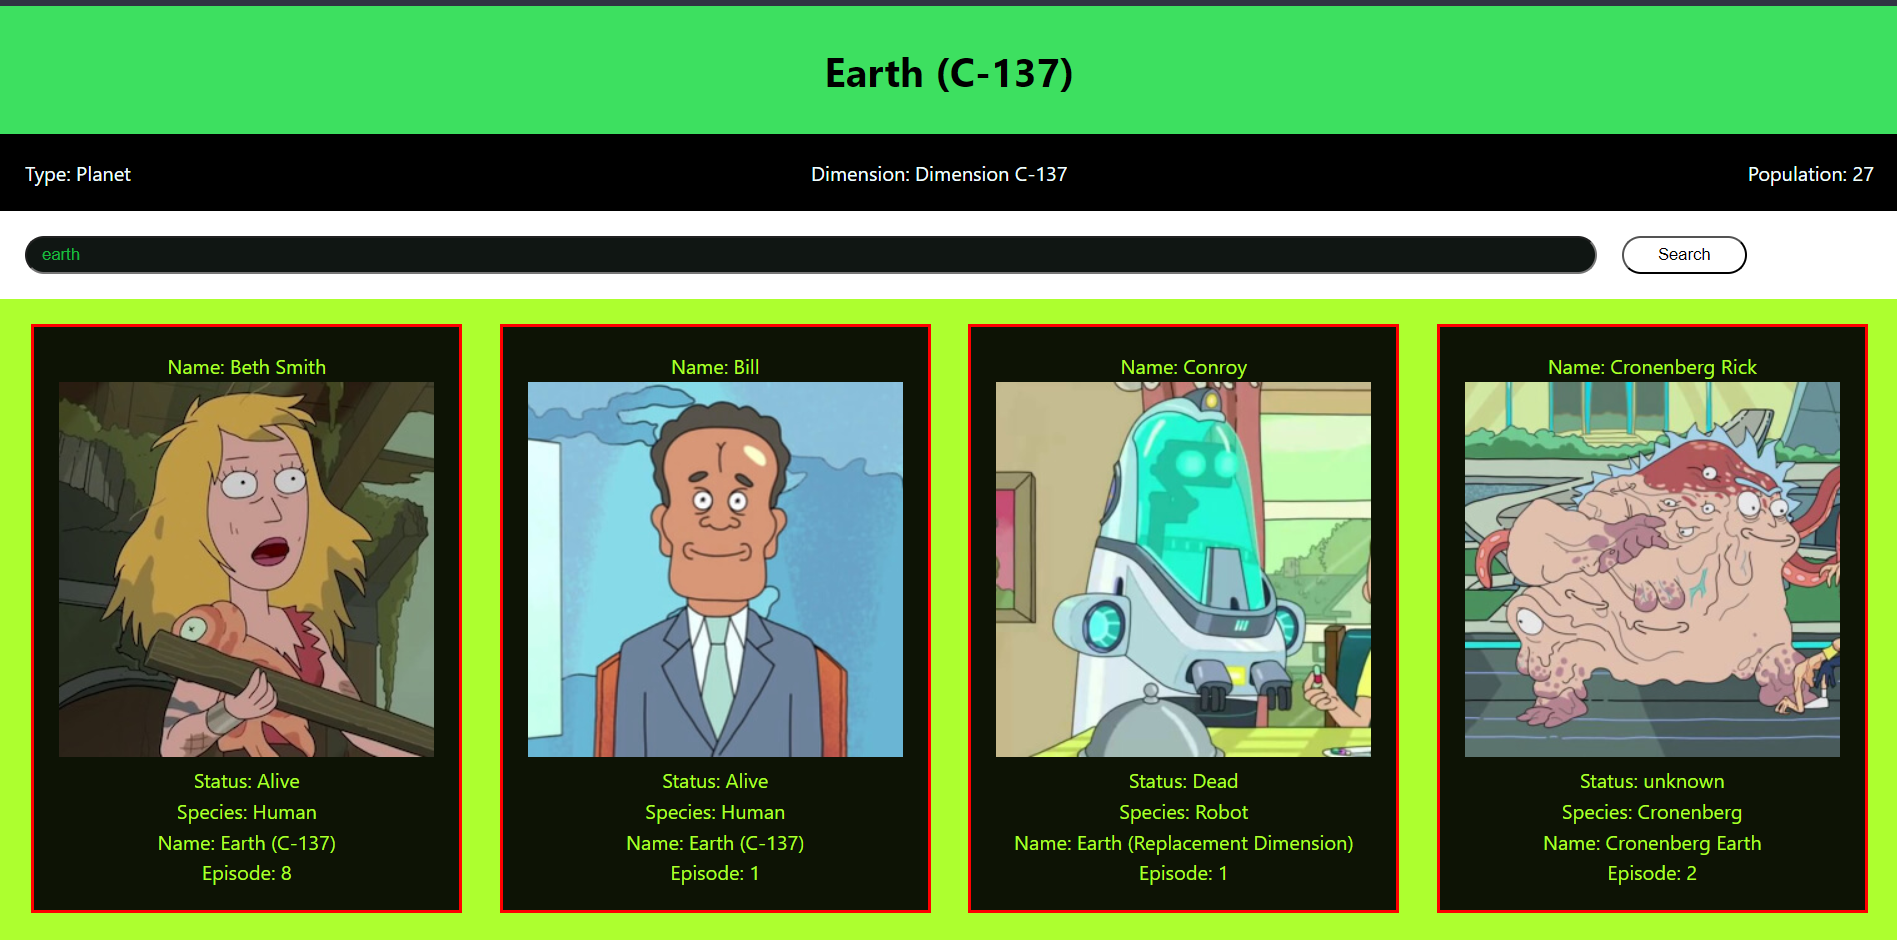 Earth (C-137)
Type: Planet
Dimension: Dimension C-137
Population: 27
earth
Search
Name: Beth Smith
Status: Alive
Species: Human
Name: Earth (C-137)
Episode: 8
Name: Bill
Status: Alive
Species: Human
Name: Earth (C-137)
Episode: 1
Name: Conroy
Status: Dead
Species: Robot
Name: Earth (Replacement Dimension)
Episode: 1
Name: Cronenberg Rick
Status: unknown
Species: Cronenberg
Name: Cronenberg Earth
Episode: 2